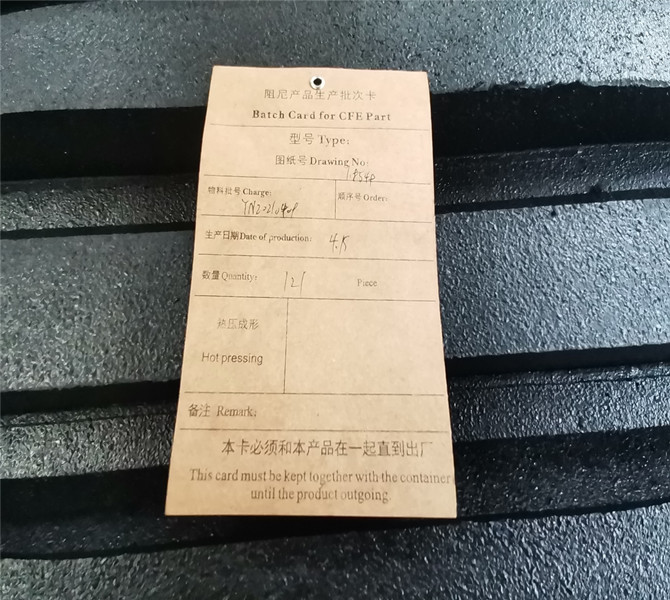 阻尼产品生产批次卡
Batch Card for CFE Part
型号 Type:
图纸号 Drawing No:
物料批号 Charge:
顺序号 Order:
生产日期 Date of production:
数量 Quantity: 121 Piece
热压成形
Hot pressing
备注 Remark:
本卡必须和本产品在一起直到出厂
This card must be kept together with the container
until the product outgoing.